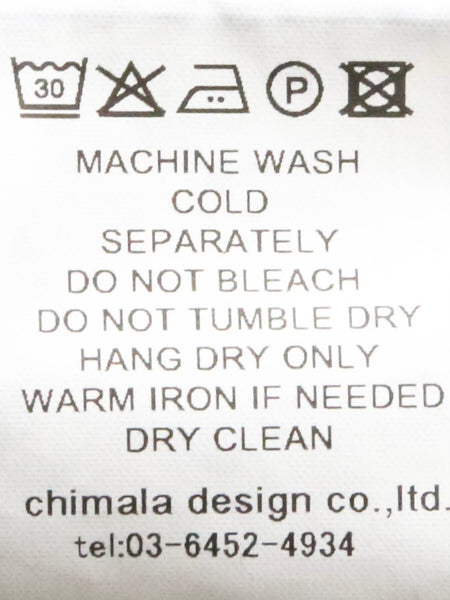 30 P
MACHINE WASH
COLD
SEPARATELY
DO NOT BLEACH
DO NOT TUMBLE DRY
HANG DRY ONLY
WARM IRON IF NEEDED
DRY CLEAN
chimala design co.,ltd.
tel:03-6452-4934